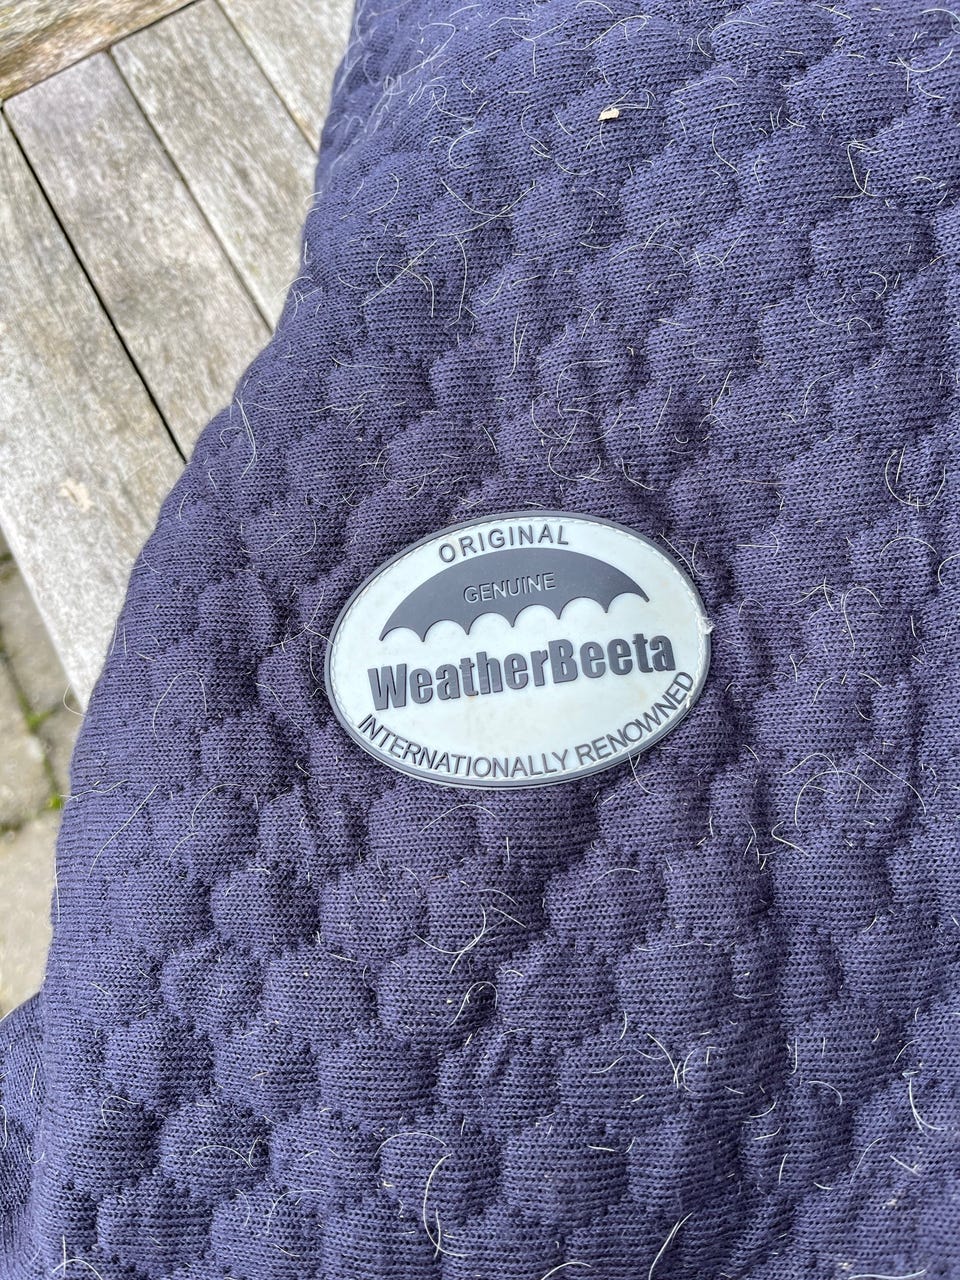 ORIGINAL
GENUINE
WeatherBeeta
INTERNATIONALLY RENOWNED